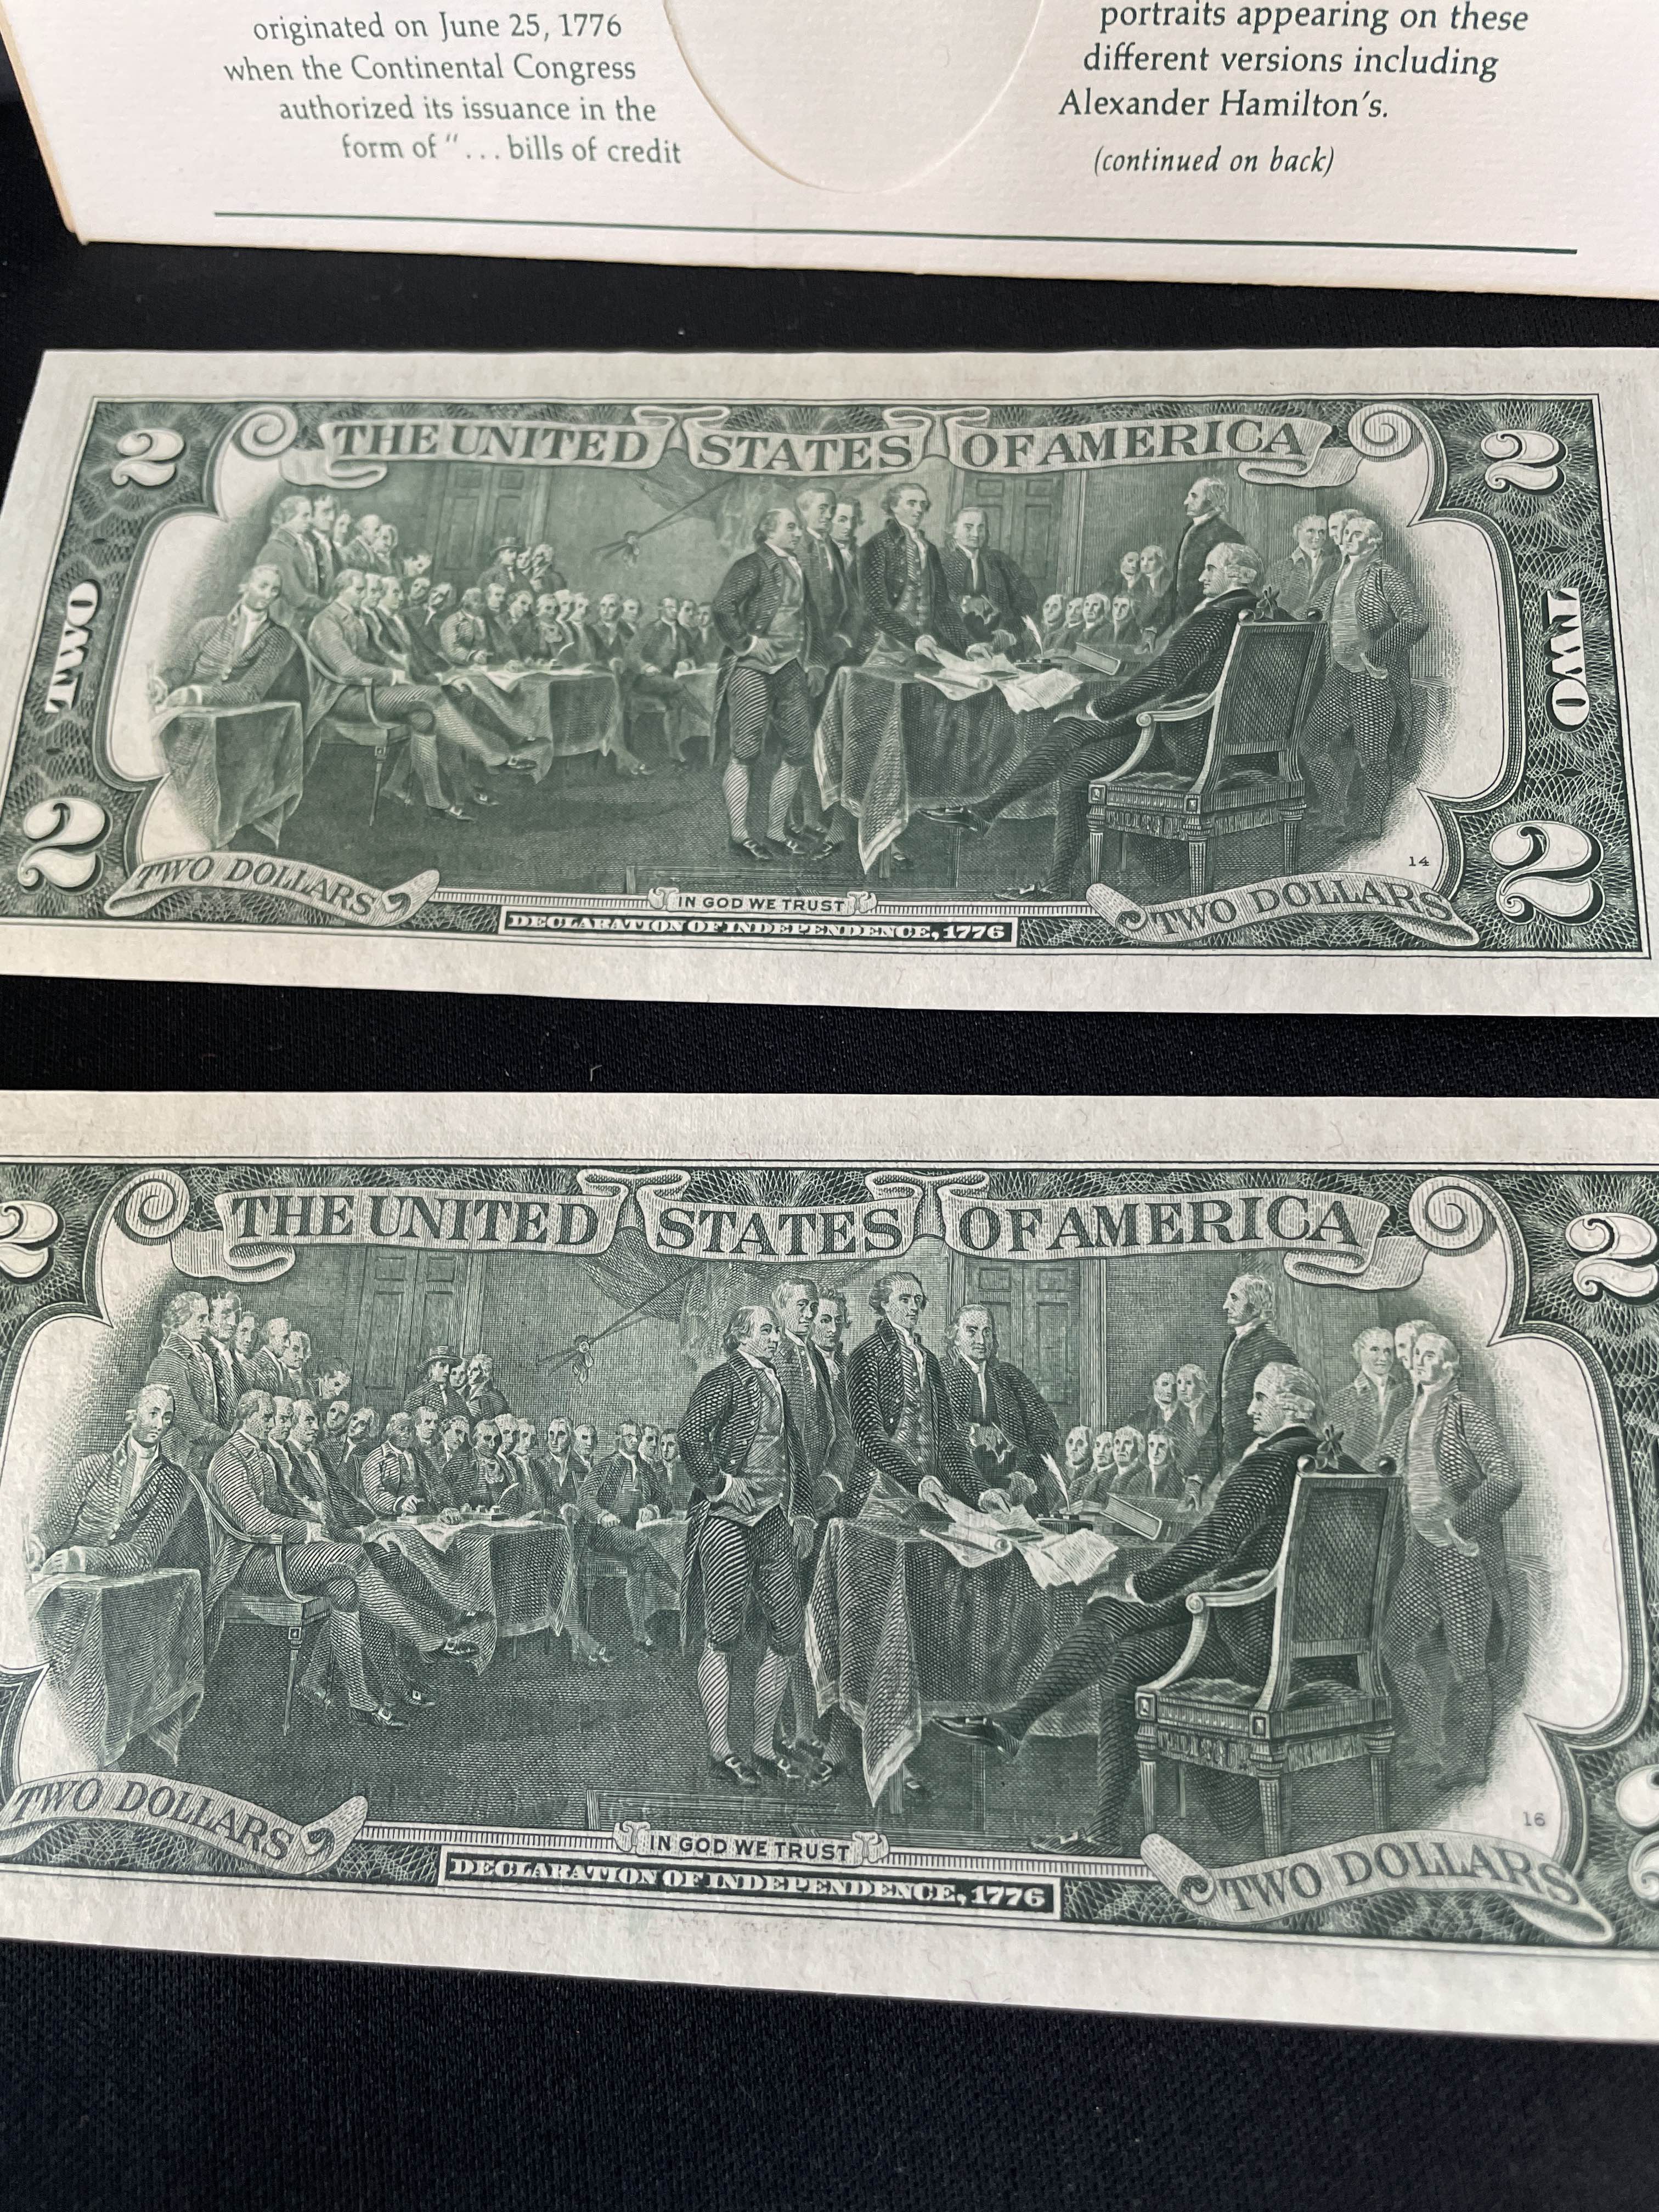 originated on June 25, 1776
when the Continental Congress
authorized its issuance in the
form of "... bills of credit
portraits appearing on these
different versions including
Alexander Hamilton's.
(continued on back)
2
THE UNITED STATES OF AMERICA
2
TWO
TWO
14
2
TWO DOLLARS
IN GOD WE TRUST
DECLARATION OF INDEPENDENCE, 1776
TWO DOLLARS
2
2
THE UNITED STATES OF AMERICA
2
16
TWO DOLLARS
IN GOD WE TRUST
DECLARATION OF INDEPENDENCE, 1776
TWO DOLLARS
2